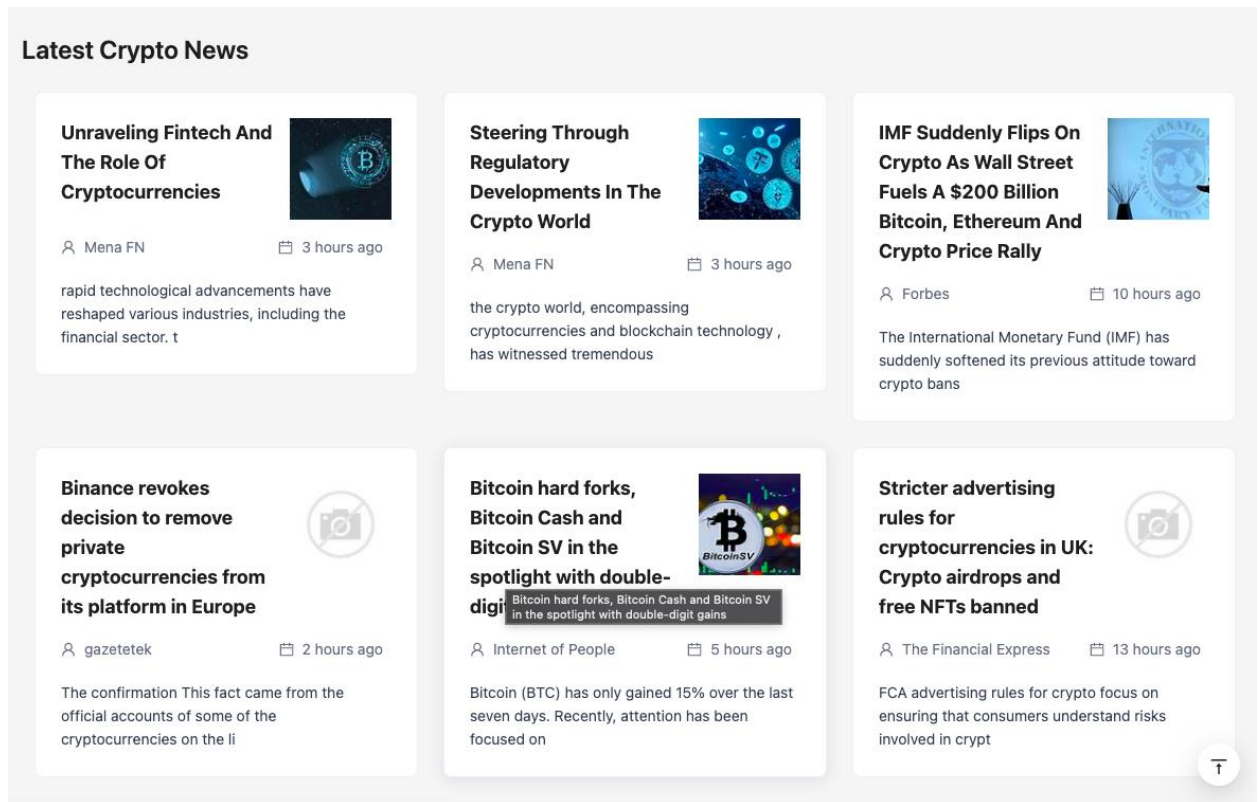 Latest Crypto News
Unraveling Fintech And
The Role Of
Cryptocurrencies
Mena FN
3 hours ago
rapid technological advancements have
reshaped various industries, including the
financial sector. t
Steering Through
Regulatory
Developments In The
Crypto World
Mena FN
3 hours ago
the crypto world, encompassing
cryptocurrencies and blockchain technology ,
has witnessed tremendous
IMF Suddenly Flips On
Crypto As Wall Street
Fuels A $200 Billion
Bitcoin, Ethereum And
Crypto Price Rally
Forbes
10 hours ago
The International Monetary Fund (IMF) has
suddenly softened its previous attitude toward
crypto bans
Binance revokes
decision to remove
private
cryptocurrencies from
its platform in Europe
gazetetek
2 hours ago
The confirmation This fact came from the
official accounts of some of the
cryptocurrencies on the li
Bitcoin hard forks,
Bitcoin Cash and
Bitcoin SV in the
spotlight with double-
digi
BitcoinSV
Bitcoin hard forks, Bitcoin Cash and Bitcoin SV
in the spotlight with double-digit gains
Internet of People
5 hours ago
Bitcoin (BTC) has only gained 15% over the last
seven days. Recently, attention has been
focused on
Stricter advertising
rules for
cryptocurrencies in UK:
Crypto airdrops and
free NFTs banned
The Financial Express
13 hours ago
FCA advertising rules for crypto focus on
ensuring that consumers understand risks
involved in crypt